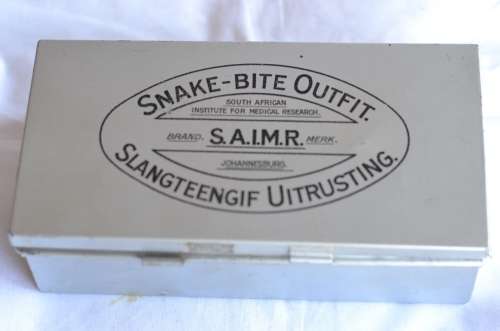 SNAKE-BITE OUTFIT.
SOUTH AFRICAN
INSTITUTE FOR MEDICAL RESEARCH.
BRAND. S.A.I.M.R. MERK.
JOHANNESBURG.
SLANGTEENGIF UITRUSTING.